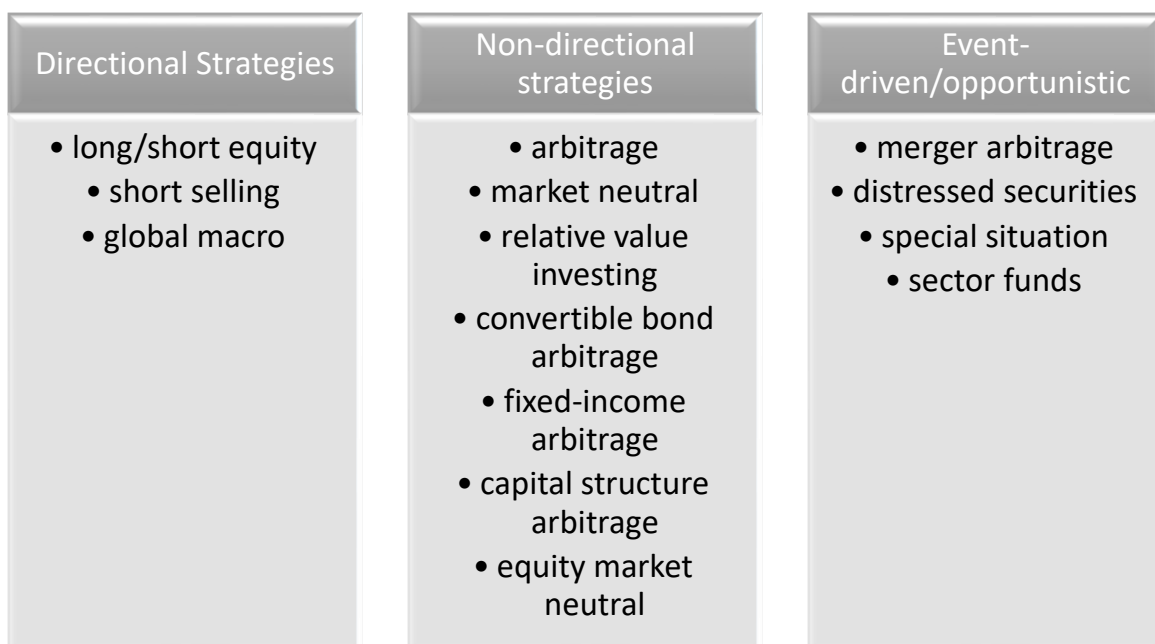 Directional Strategies
• long/short equity
• short selling
• global macro
Non-directional
strategies
• arbitrage
• market neutral
• relative value
investing
• convertible bond
arbitrage
• fixed-income
arbitrage
• capital structure
arbitrage
• equity market
neutral
Event-
driven/opportunistic
• merger arbitrage
• distressed securities
• special situation
• sector funds